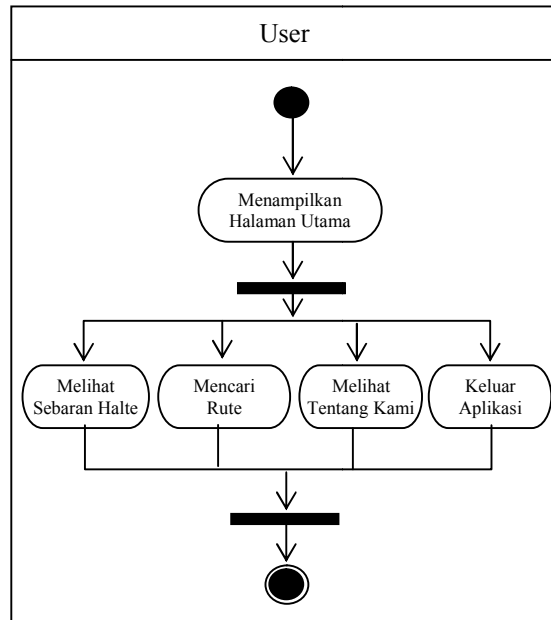 User
Menampilkan
Halaman Utama
Melihat
Sebaran Halte
Mencari
Rute
Melihat
Tentang Kami
Keluar
Aplikasi